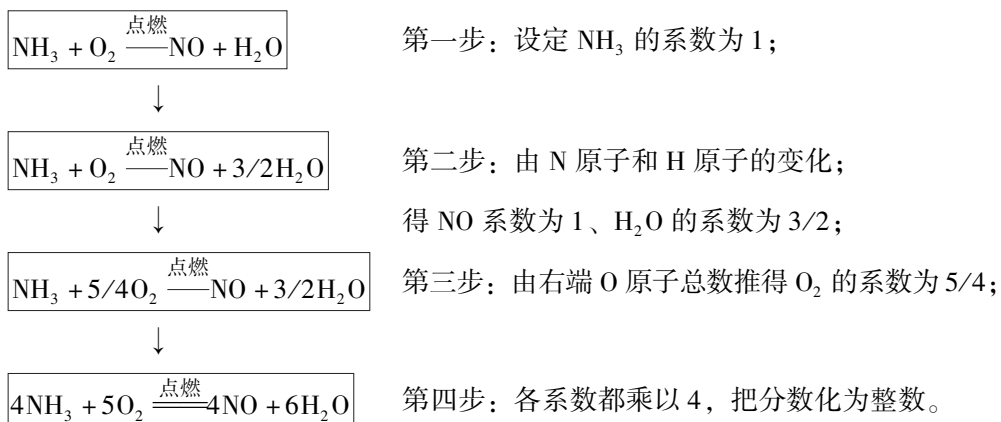 NH₃ + O₂ —点燃— NO + H₂O 第一步：设定 NH₃ 的系数为 1；
↓
NH₃ + O₂ —点燃— NO + 3/2H₂O 第二步：由 N 原子和 H 原子的变化；
↓ 得 NO 系数为 1、H₂O 的系数为 3/2；
NH₃ + 5/4O₂ —点燃— NO + 3/2H₂O 第三步：由右端 O 原子总数推得 O₂ 的系数为 5/4；
↓
4NH₃ + 5O₂ =点燃= 4NO + 6H₂O 第四步：各系数都乘以 4，把分数化为整数。